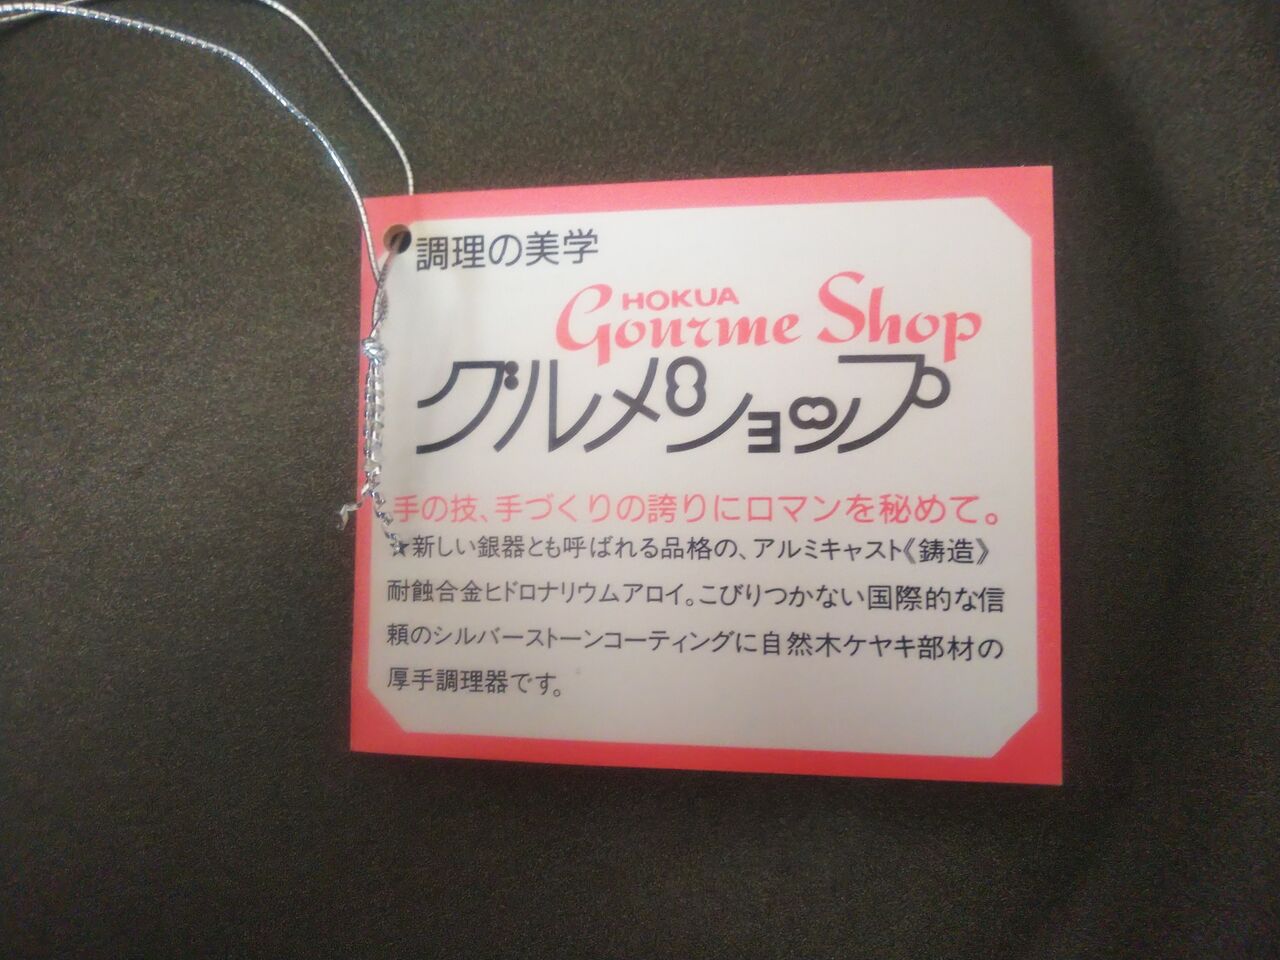 調理の美学
HOKUA
Gourme Shop
グルメショップ
手の技、手づくりの誇りにロマンを秘めて。
★新しい銀器とも呼ばれる品格の、アルミキャスト《鋳造》
耐蝕合金ヒドロナリウムアロイ。こびりつかない国際的な信
頼のシルバーストーンコーティングに自然木ケヤキ部材の
厚手調理器です。